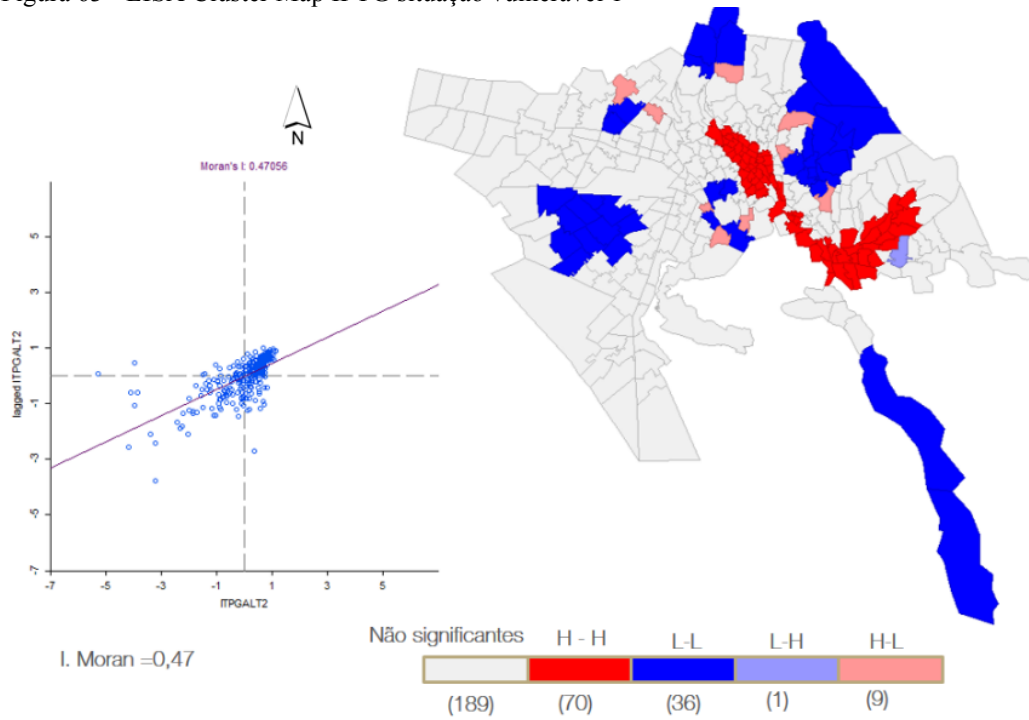 N
Moran's I: 0.47056
5
3
1
-1
-3
-5
-7
lagged ITPGALT2
-7 -5 -3 -1 1 3 5
ITPGALT2
I. Moran =0,47
Não significantes H - H L-L L-H H-L
(189) (70) (36) (1) (9)